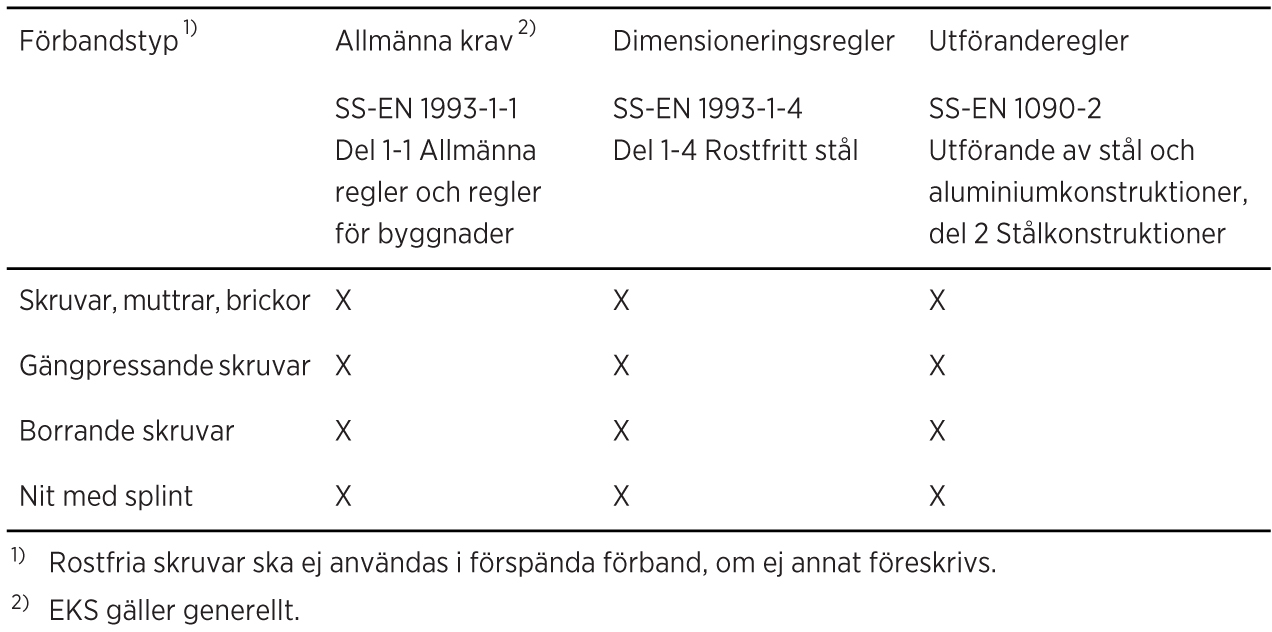 Förbandstyp 1) Allmänna krav 2) Dimensioneringsregler Utföranderegler
SS-EN 1993-1-1 SS-EN 1993-1-4 SS-EN 1090-2
Del 1-1 Allmänna Del 1-4 Rostfritt stål Utförande av stål och
regler och regler aluminiumkonstruktioner,
för byggnader del 2 Stålkonstruktioner
Skruvar, muttrar, brickor X X X
Gängpressande skruvar X X X
Borrande skruvar X X X
Nit med splint X X X
1) Rostfria skruvar ska ej användas i förspända förband, om ej annat föreskrivs.
2) EKS gäller generellt.